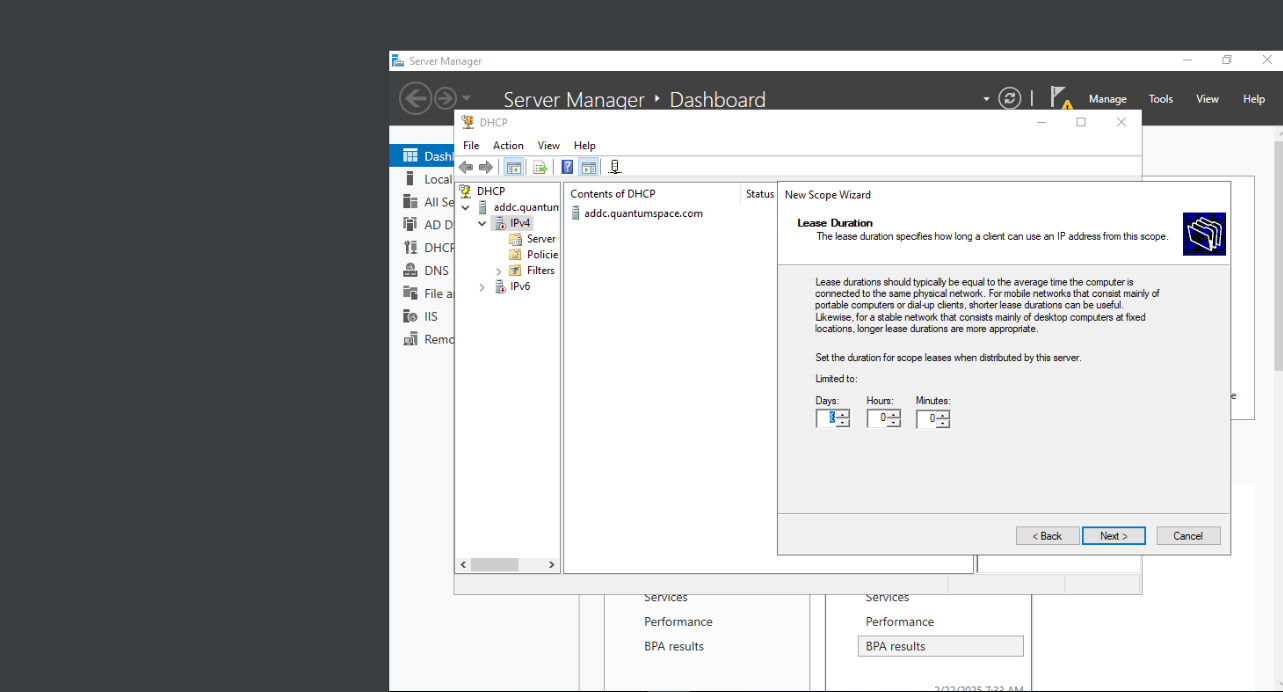 Server Manager
Server Manager • Dashboard
Manage Tools View Help
DHCP
File Action View Help
Dash
Local
All Se
AD D
DHCP
DNS
File a
IIS
Remo
DHCP
addc.quantum
IPv4
Server
Policie
Filters
IPv6
Contents of DHCP Status
addc.quantumspace.com
New Scope Wizard
Lease Duration
The lease duration specifies how long a client can use an IP address from this scope.
Lease durations should typically be equal to the average time the computer is
connected to the same physical network. For mobile networks that consist mainly of
portable computers or dial-up clients, shorter lease durations can be useful.
Likewise, for a stable network that consists mainly of desktop computers at fixed
locations, longer lease durations are more appropriate.
Set the duration for scope leases when distributed by this server.
Limited to:
Days: Hours: Minutes:
0 0
< Back Next > Cancel
e
Services Services
Performance Performance
BPA results BPA results
2/22/2025 7:33 AM